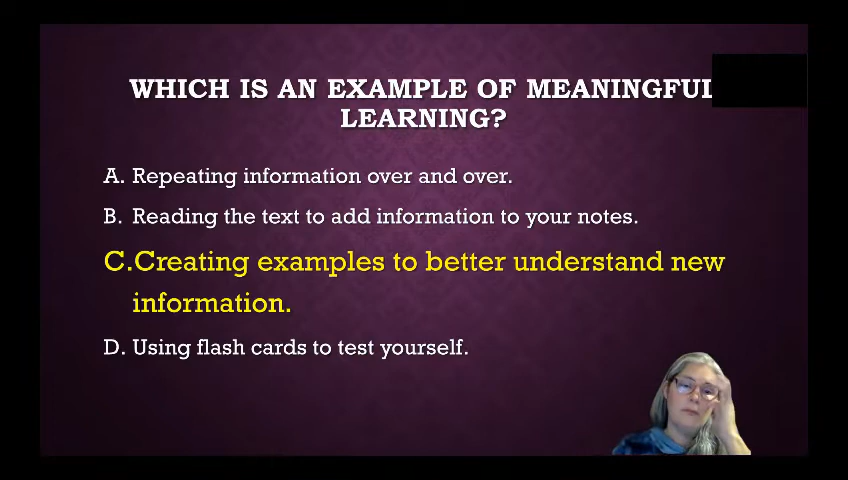 WHICH IS AN EXAMPLE OF MEANINGFUL
LEARNING?
A. Repeating information over and over.
B. Reading the text to add information to your notes.
C.Creating examples to better understand new
information.
D. Using flash cards to test yourself.